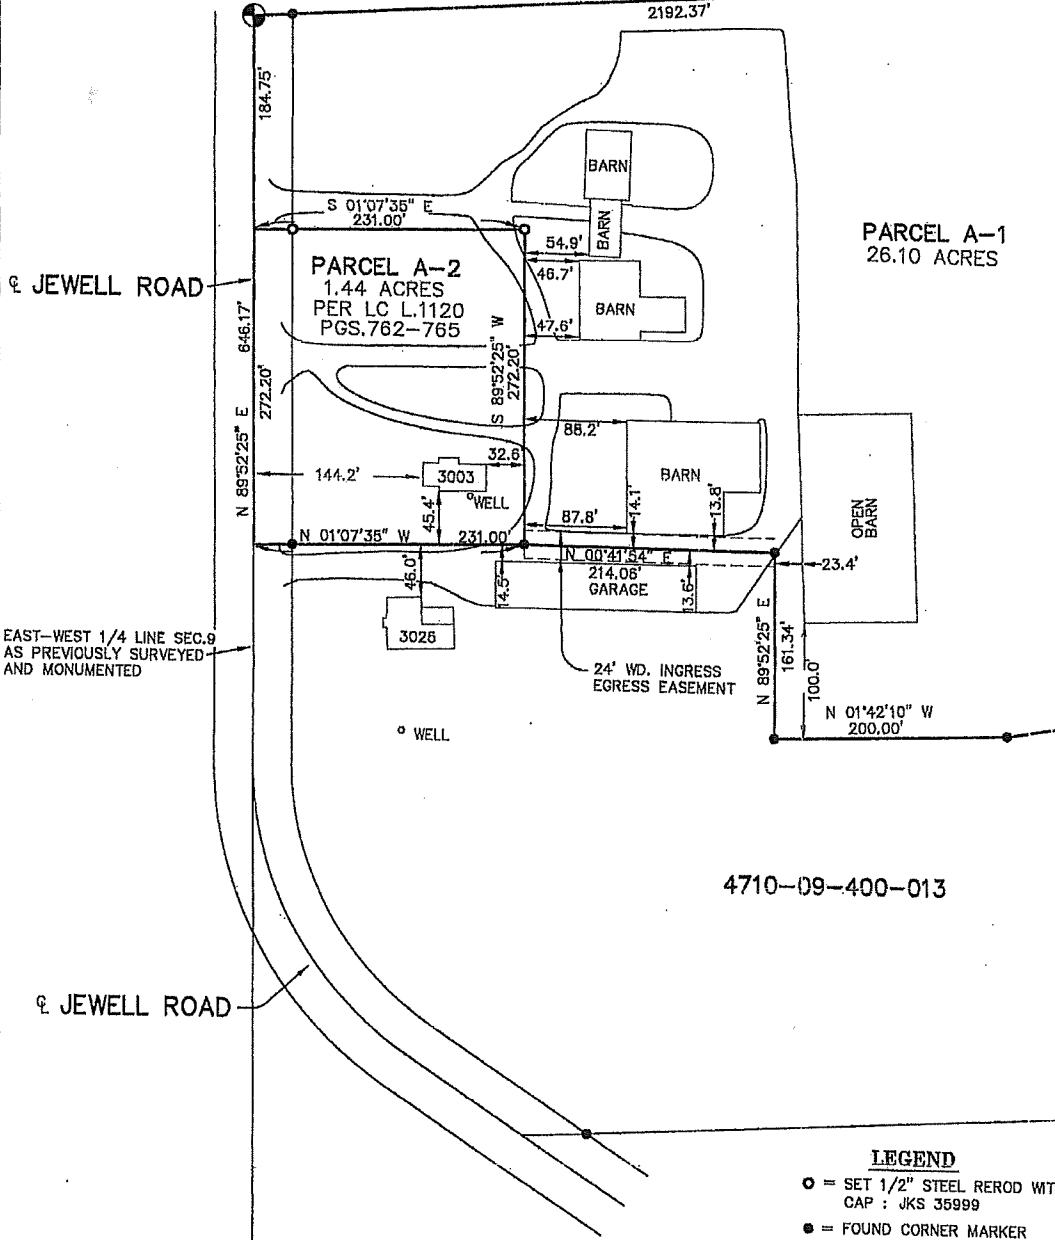 2192.37'
184.75'
BARN
BARN
S 01°07'35" E
231.00'
54.9'
46.7'
BARN
47.6'
PARCEL A-1
26.10 ACRES
PARCEL A-2
1.44 ACRES
PER LC L.1120
PGS.762-765
℄ JEWELL ROAD
646.17'
272.20'
N 89°52'25" E
S 89°52'25" W
272.20'
88.2'
32.6'
144.2'
3003
WELL
45.4'
BARN
14.1'
13.8'
OPEN
BARN
87.8'
N 01°07'35" W
231.00'
N 00°41'54" E
214.06'
GARAGE
46.0'
14.5'
13.6'
23.4'
3026
EAST-WEST 1/4 LINE SEC.9
AS PREVIOUSLY SURVEYED
AND MONUMENTED
24' WD. INGRESS
EGRESS EASEMENT
N 89°52'25" E
161.34'
100.0'
N 01°42'10" W
200.00'
WELL
4710-09-400-013
℄ JEWELL ROAD
LEGEND
= SET 1/2" STEEL REROD WIT
CAP : JKS 35999
= FOUND CORNER MARKER